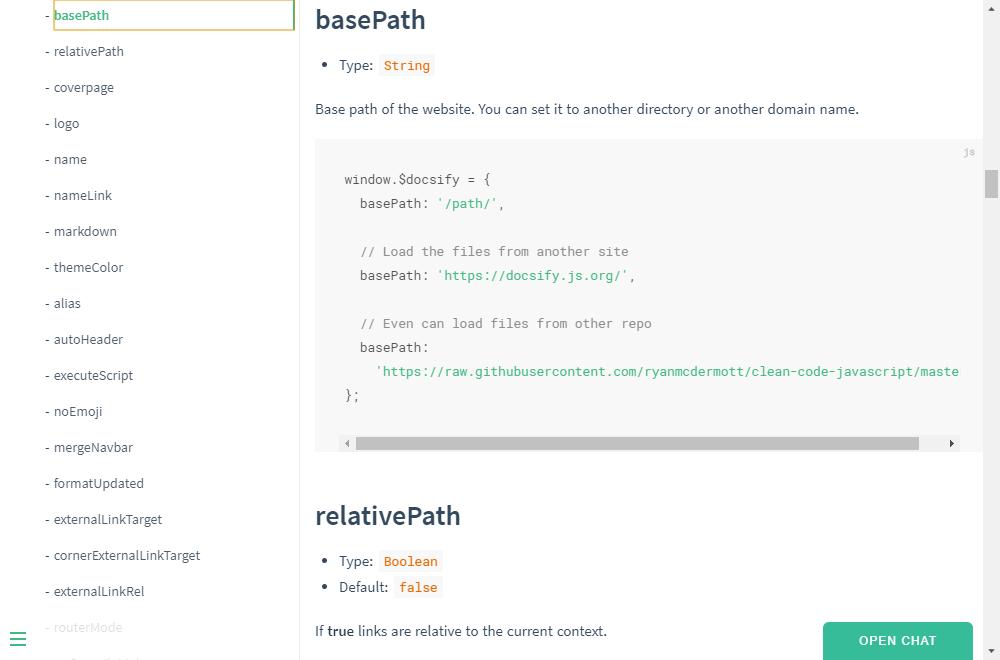 - basePath
- relativePath
- coverpage
- logo
- name
- nameLink
- markdown
- themeColor
- alias
- autoHeader
- executeScript
- noEmoji
- mergeNavbar
- formatUpdated
- externalLinkTarget
- cornerExternalLinkTarget
- externalLinkRel
- routerMode
basePath
• Type: String
Base path of the website. You can set it to another directory or another domain name.
js
window.$docsify = {
basePath: '/path/',
// Load the files from another site
basePath: 'https://docsify.js.org/',
// Even can load files from other repo
basePath:
'https://raw.githubusercontent.com/ryanmcdermott/clean-code-javascript/maste
};
relativePath
• Type: Boolean
• Default: false
If true links are relative to the current context.
OPEN CHAT